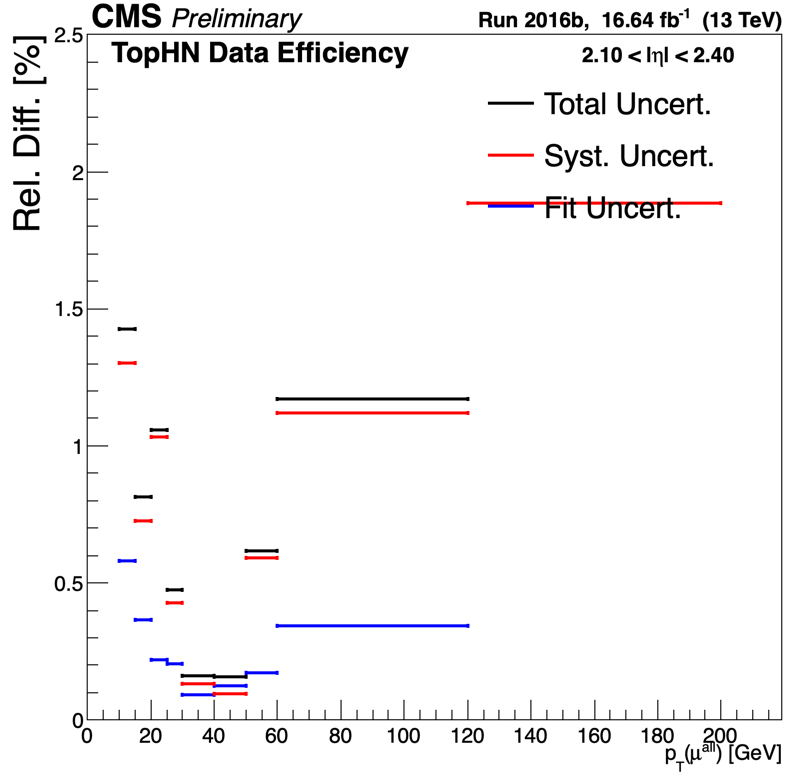 CMS Preliminary
Run 2016b, 16.64 fb⁻¹ (13 TeV)
TopHN Data Efficiency
2.10 < |η| < 2.40
Total Uncert.
Syst. Uncert.
Fit Uncert.
Rel. Diff. [%]
2.5
2
1.5
1
0.5
0
0 20 40 60 80 100 120 140 160 180 200
p_T(μ^all) [GeV]